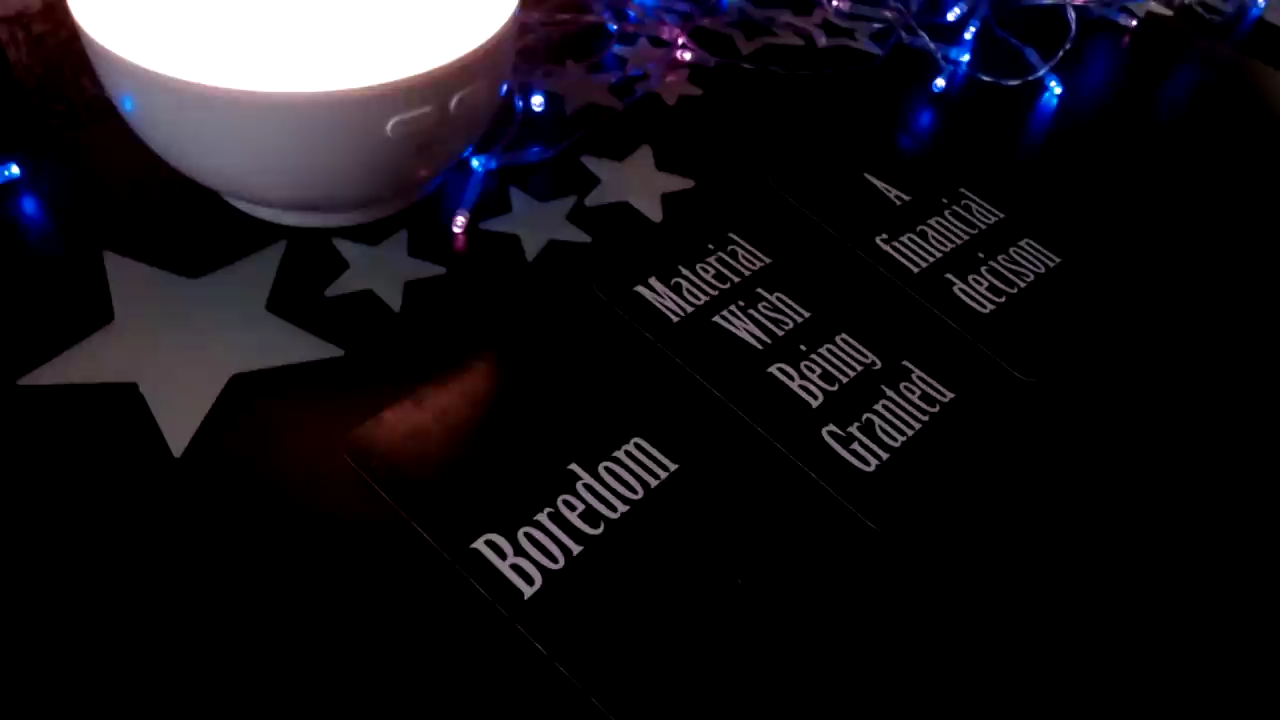 Boredom
Material
Wish
Being
Granted
A
financial
decison